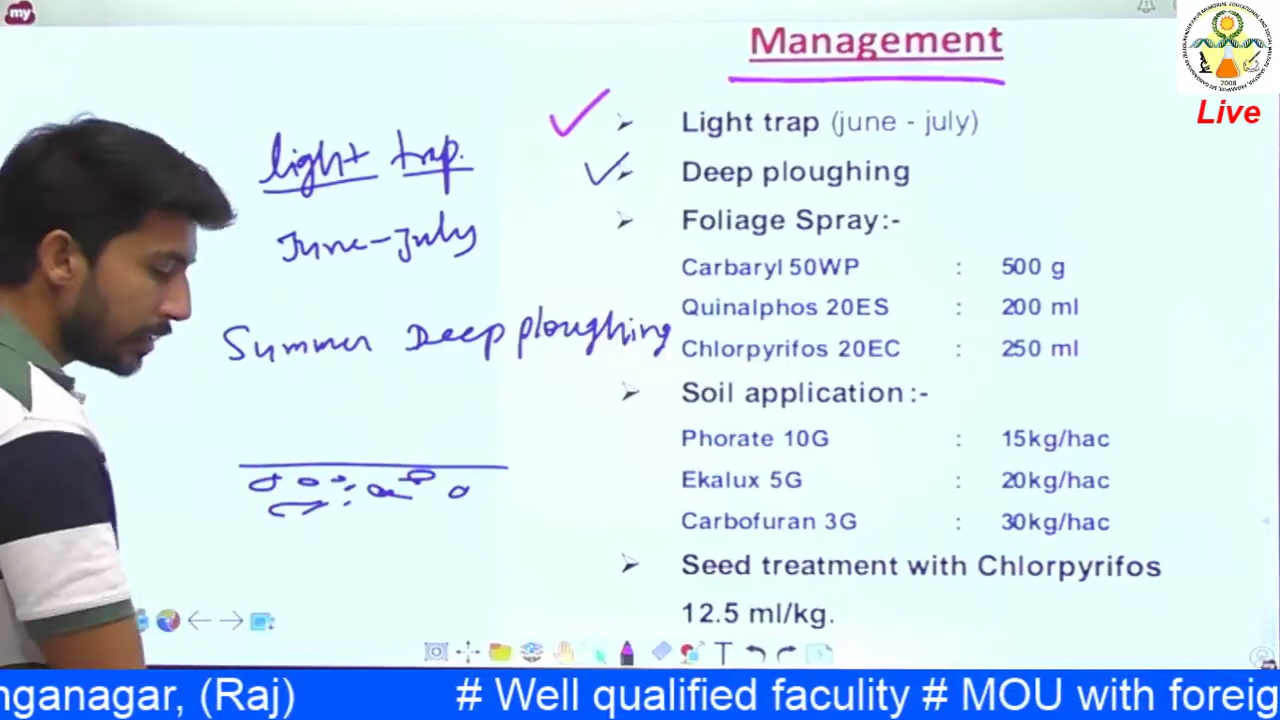 my
Management
Light trap (june - july)
Deep ploughing
Foliage Spray:-
Carbaryl 50WP : 500 g
Quinalphos 20ES : 200 ml
Chlorpyrifos 20EC : 250 ml
Soil application :-
Phorate 10G : 15kg/hac
Ekalux 5G : 20kg/hac
Carbofuran 3G : 30kg/hac
Seed treatment with Chlorpyrifos
12.5 ml/kg.
light trap.
June-July
Summer Deep ploughing
2008
Live
nganagar, (Raj) # Well qualified faculity # MOU with foreig